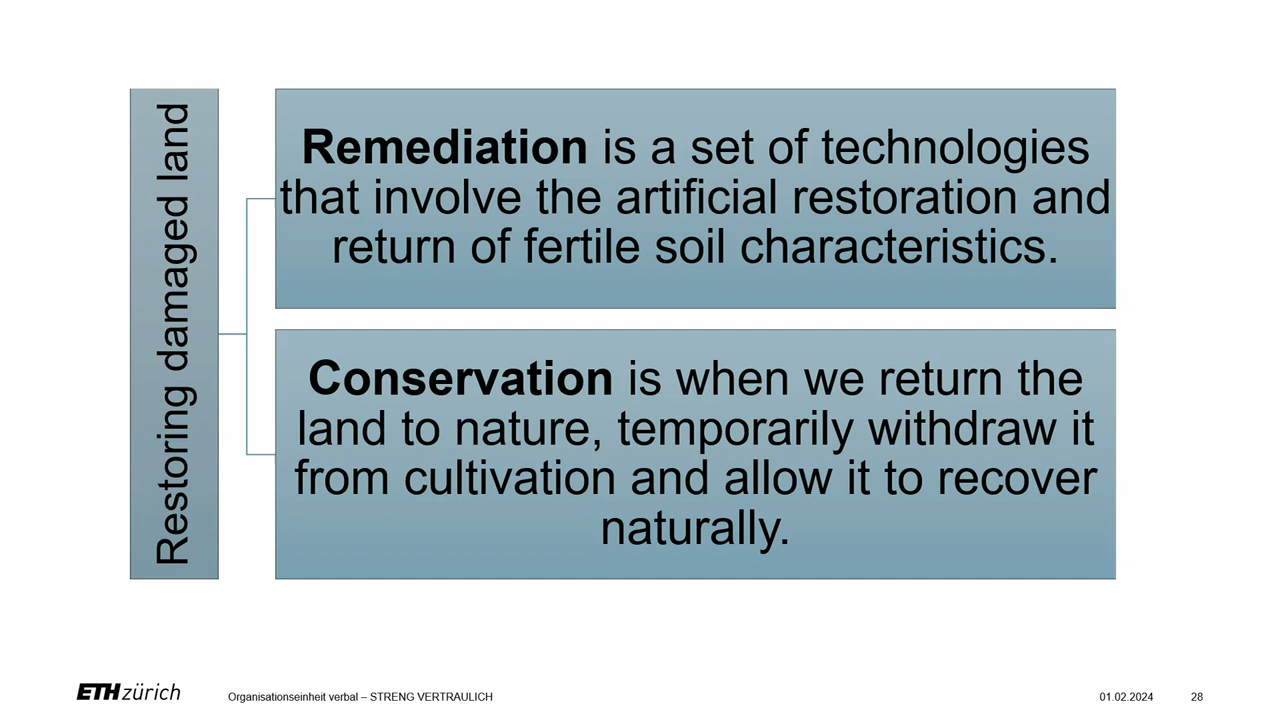 Restoring damaged land
Remediation is a set of technologies
that involve the artificial restoration and
return of fertile soil characteristics.
Conservation is when we return the
land to nature, temporarily withdraw it
from cultivation and allow it to recover
naturally.
ETH zürich
Organisationseinheit verbal – STRENG VERTRAULICH
01.02.2024
28